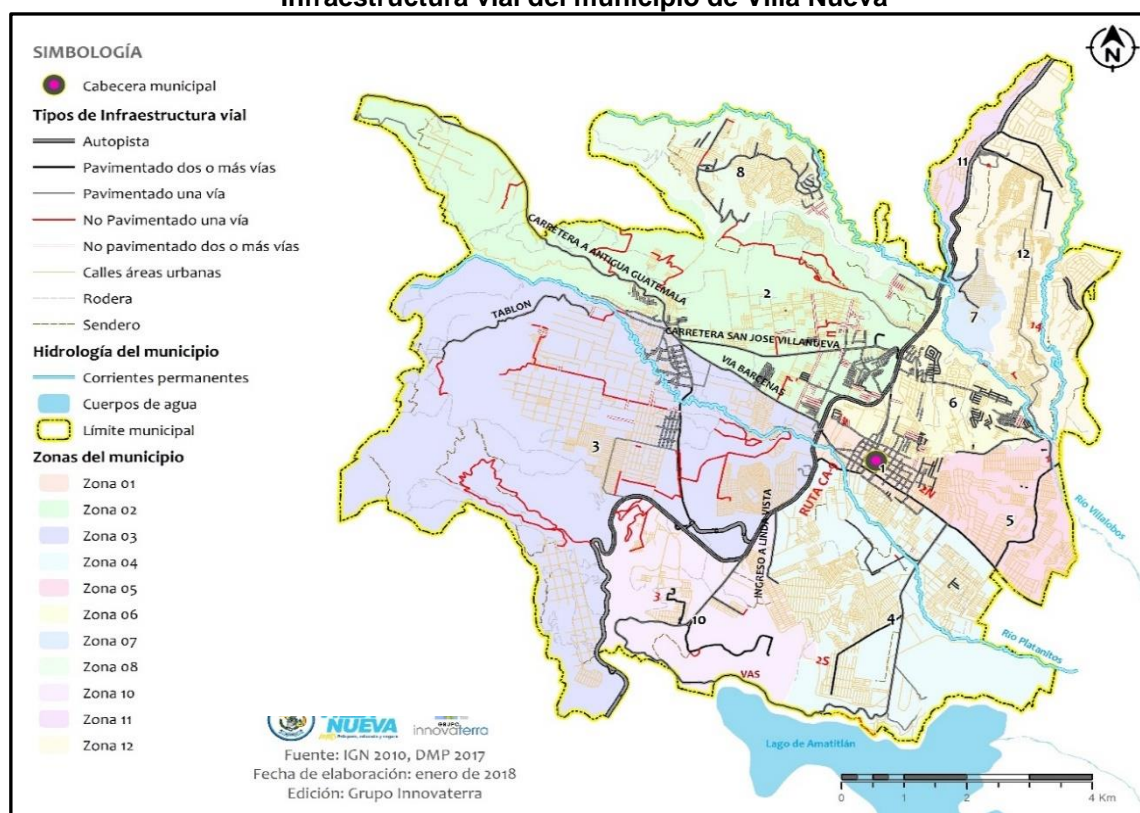 Infraestructura vial del municipio de Villa Nueva
SIMBOLOGÍA
Cabecera municipal
Tipos de Infraestructura vial
Autopista
Pavimentado dos o más vías
Pavimentado una vía
No Pavimentado una vía
No pavimentado dos o más vías
Calles áreas urbanas
Rodera
Sendero
Hidrología del municipio
Corrientes permanentes
Cuerpos de agua
Límite municipal
Zonas del municipio
Zona 01
Zona 02
Zona 03
Zona 04
Zona 05
Zona 06
Zona 07
Zona 08
Zona 10
Zona 11
Zona 12
N
11
8
12
CARRETERA A ANTIGUA GUATEMALA
2
7
14
TABLON
CARRETERA SAN JOSE VILLANUEVA
VIA BARCENAS
6
3
1
2N
RUTA CA-9
5
Río Villalobos
INGRESO A LINDA VISTA
3
10
4
2S
VAS
Río Platanitos
Lago de Amatitlán
NUEVA
GRUPO
innovaterra
Fuente: IGN 2010, DMP 2017
Fecha de elaboración: enero de 2018
Edición: Grupo Innovaterra
0 1 2 4 Km